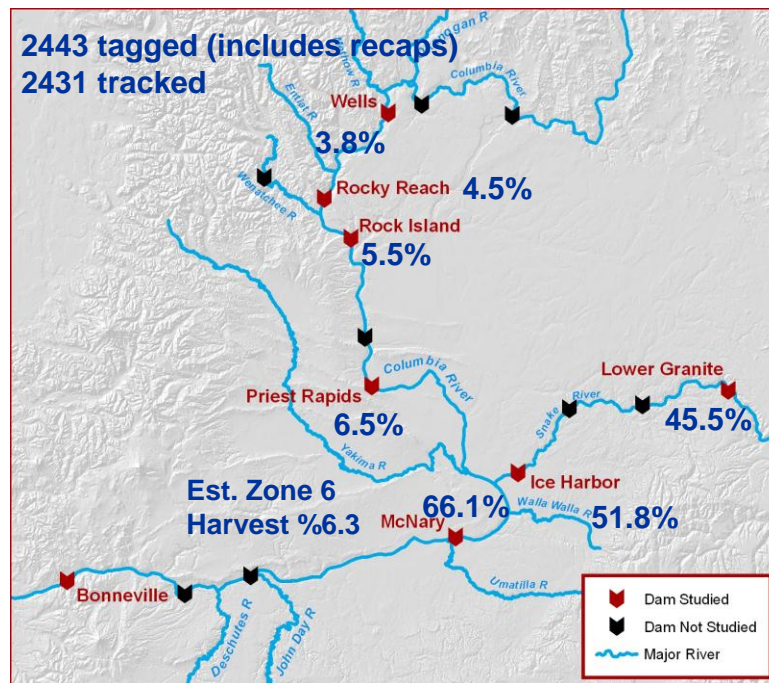 2443 tagged (includes recaps)
2431 tracked
Methow R
Columbia River
Entiat R
Wells
3.8%
Rocky Reach
4.5%
Wenatchee R
Rock Island
5.5%
Columbia River
Lower Granite
Priest Rapids
Snake River
6.5%
45.5%
Yakima R
Ice Harbor
Est. Zone 6
66.1%
Walla Walla R
51.8%
Harvest %6.3
McNary
Bonneville
Umatilla R
Deschutes R
John Day R
Dam Studied
Dam Not Studied
Major River